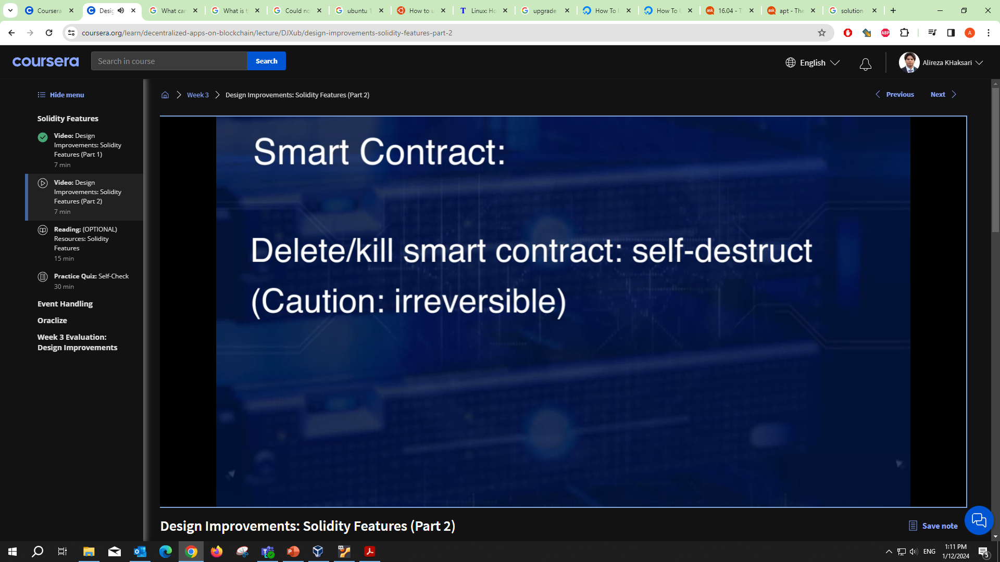 Coursera
Desig
What can
What is t
Could no
ubuntu 1
How to u
Linux: Ho
upgrade
How To U
How To U
16.04 - T
apt - The
solution
coursera.org/learn/decentralized-apps-on-blockchain/lecture/DJXub/design-improvements-solidity-features-part-2
ABP
A
coursera
Search in course
Search
English
Alireza KHaksari
Hide menu
Week 3
Design Improvements: Solidity Features (Part 2)
Previous
Next
Solidity Features
Video: Design
Improvements: Solidity
Features (Part 1)
7 min
Video: Design
Improvements: Solidity
Features (Part 2)
7 min
Reading: (OPTIONAL)
Resources: Solidity
Features
15 min
Practice Quiz: Self-Check
30 min
Event Handling
Oraclize
Week 3 Evaluation:
Design Improvements
Smart Contract:
Delete/kill smart contract: self-destruct
(Caution: irreversible)
Design Improvements: Solidity Features (Part 2)
Save note
ENG
1:11 PM
1/12/2024
5